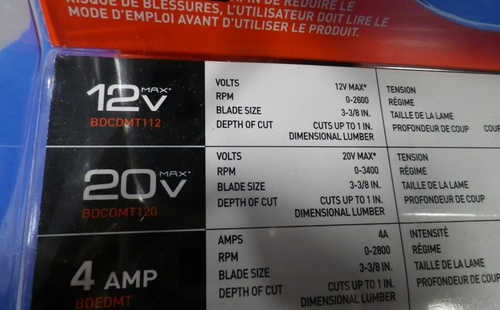 RISQUE DE BLESSURES, L'UTILISATEUR DOIT LIRE LE
MODE D'EMPLOI AVANT D'UTILISER LE PRODUIT.
12V MAX*
BDCDMT112
VOLTS 12V MAX* TENSION
RPM 0-2600 RÉGIME
BLADE SIZE 3-3/8 IN. TAILLE DE LA LAME
DEPTH OF CUT CUTS UP TO 1 IN. PROFONDEUR DE COUP
DIMENSIONAL LUMBER
20V MAX*
BDCDMT120
VOLTS 20V MAX* TENSION
RPM 0-3400 RÉGIME
BLADE SIZE 3-3/8 IN. TAILLE DE LA LAME
DEPTH OF CUT CUTS UP TO 1 IN. PROFONDEUR DE COUP
DIMENSIONAL LUMBER
4 AMP
BDEDMT
AMPS 4A INTENSITÉ
RPM 0-2800 RÉGIME
BLADE SIZE 3-3/8 IN. TAILLE DE LA LAME
DEPTH OF CUT CUTS UP TO 1 IN. PROFONDEUR DE COUP
DIMENSIONAL LUMBER